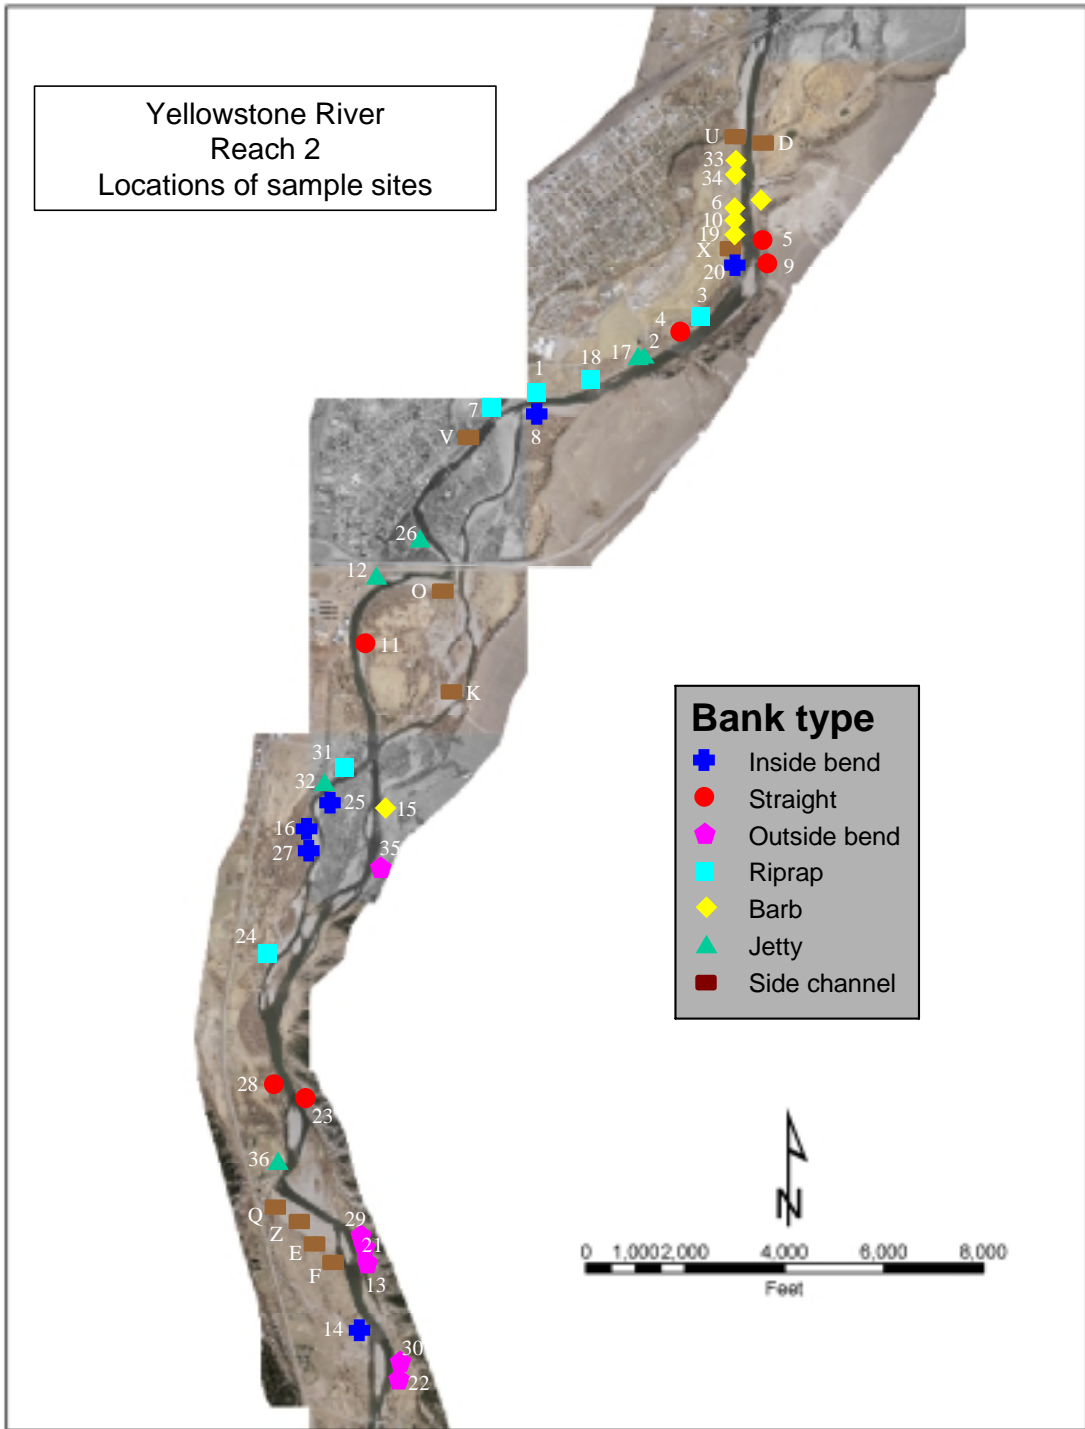 Yellowstone River
Reach 2
Locations of sample sites
U
D
33
34
6
10
19
5
X
20
9
3
4
2
17
18
1
7
V
8
26
12
O
11
K
31
32
25
15
16
27
35
24
28
23
36
Q
Z
29
21
E
F
13
14
30
22
Bank type
Inside bend
Straight
Outside bend
Riprap
Barb
Jetty
Side channel
N
0 1,000 2,000 4,000 6,000 8,000
Feet